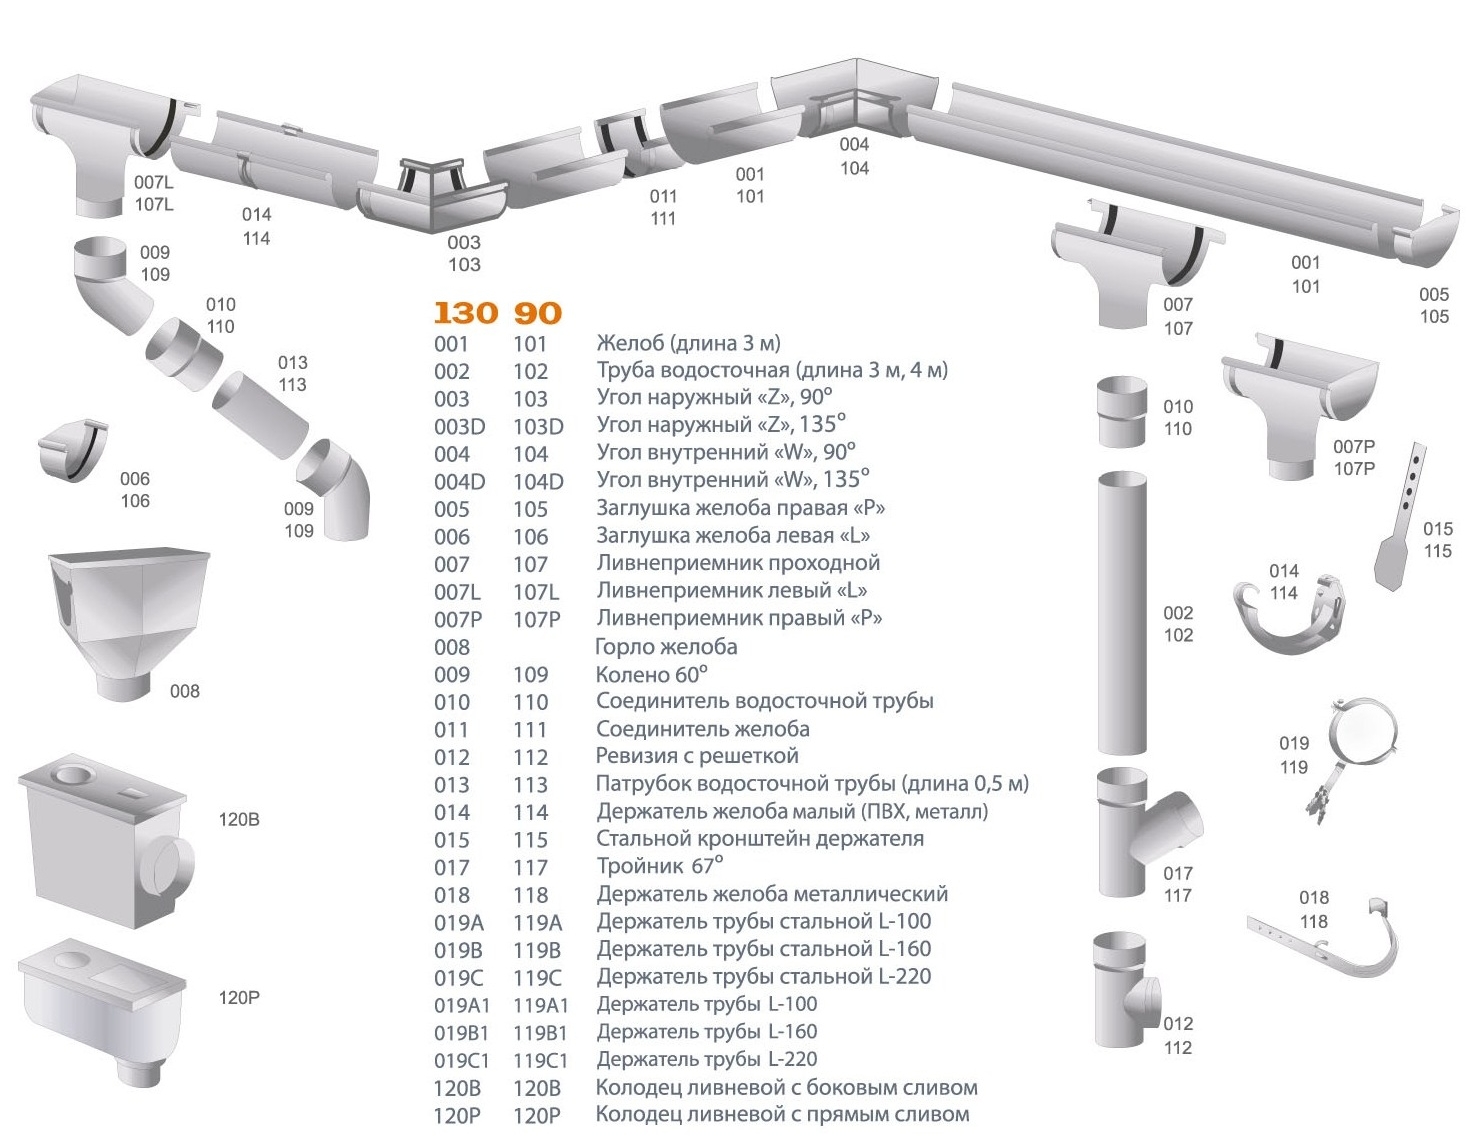 007L
107L
014
114
003
103
011
111
001
101
004
104
001
101
005
105
007
107
009
109
010
110
013
113
009
109
006
106
008
120B
120P
010
110
007P
107P
015
115
014
114
002
102
019
119
017
117
018
118
012
112
130 90
001 101 Желоб (длина 3 м)
002 102 Труба водосточная (длина 3 м, 4 м)
003 103 Угол наружный «Z», 90°
003D 103D Угол наружный «Z», 135°
004 104 Угол внутренний «W», 90°
004D 104D Угол внутренний «W», 135°
005 105 Заглушка желоба правая «P»
006 106 Заглушка желоба левая «L»
007 107 Ливнеприемник проходной
007L 107L Ливнеприемник левый «L»
007P 107P Ливнеприемник правый «P»
008 Горло желоба
009 109 Колено 60°
010 110 Соединитель водосточной трубы
011 111 Соединитель желоба
012 112 Ревизия с решеткой
013 113 Патрубок водосточной трубы (длина 0,5 м)
014 114 Держатель желоба малый (ПВХ, металл)
015 115 Стальной кронштейн держателя
017 117 Тройник 67°
018 118 Держатель желоба металлический
019A 119A Держатель трубы стальной L-100
019B 119B Держатель трубы стальной L-160
019C 119C Держатель трубы стальной L-220
019A1 119A1 Держатель трубы L-100
019B1 119B1 Держатель трубы L-160
019C1 119C1 Держатель трубы L-220
120B 120B Колодец ливневой с боковым сливом
120P 120P Колодец ливневой с прямым сливом